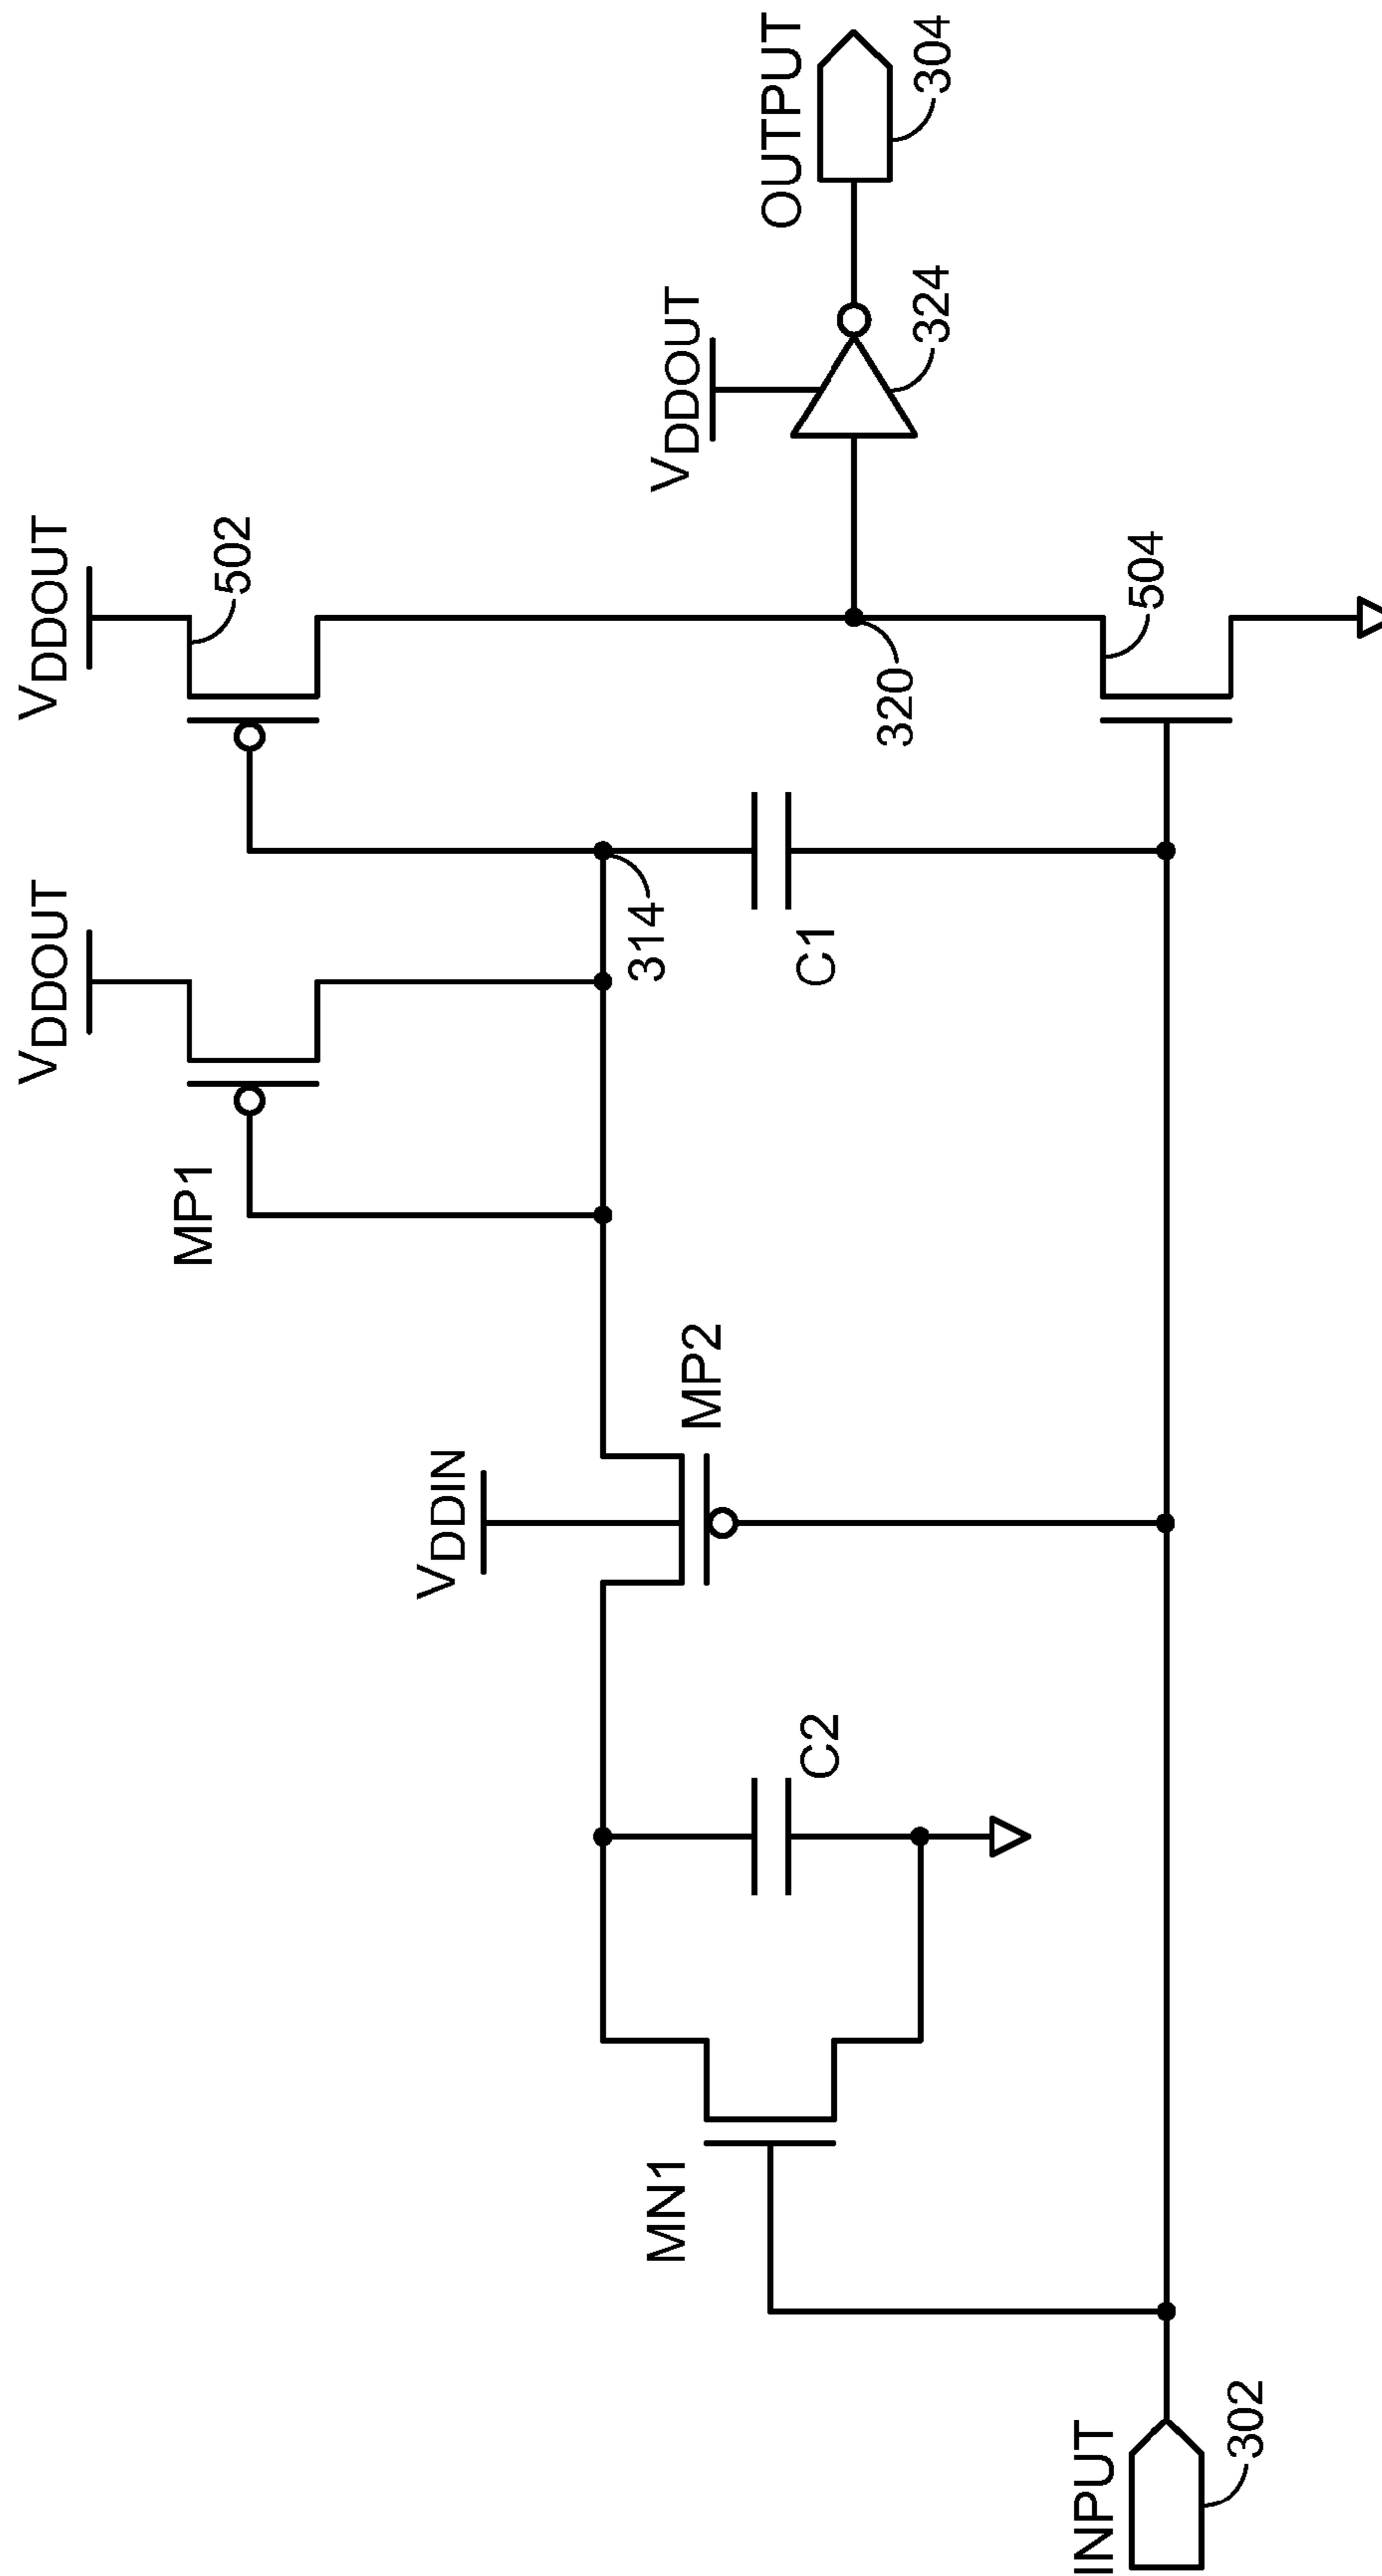 VDDOUT
502
VDDOUT
MP1
VDDIN
MP2
314
C1
C2
MN1
320
VDDOUT
324
OUTPUT
304
504
INPUT
302